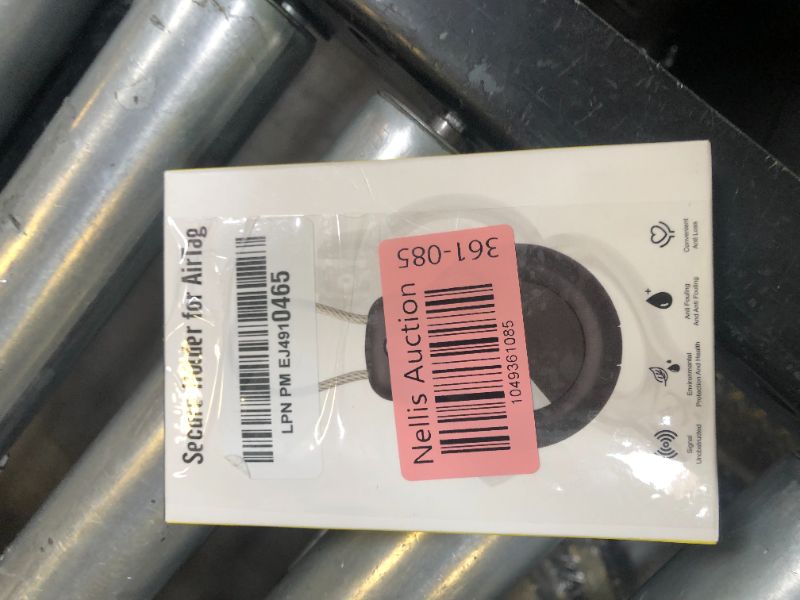 Secure Holder for AirTag
LPN PM EJ4910465
361-085
Nellis Auction
1049361085
Signal
Unobstructed
Environmental
Protection And Health
Anti Fouling
And Anti Fouling
Convenient
Anti Loss